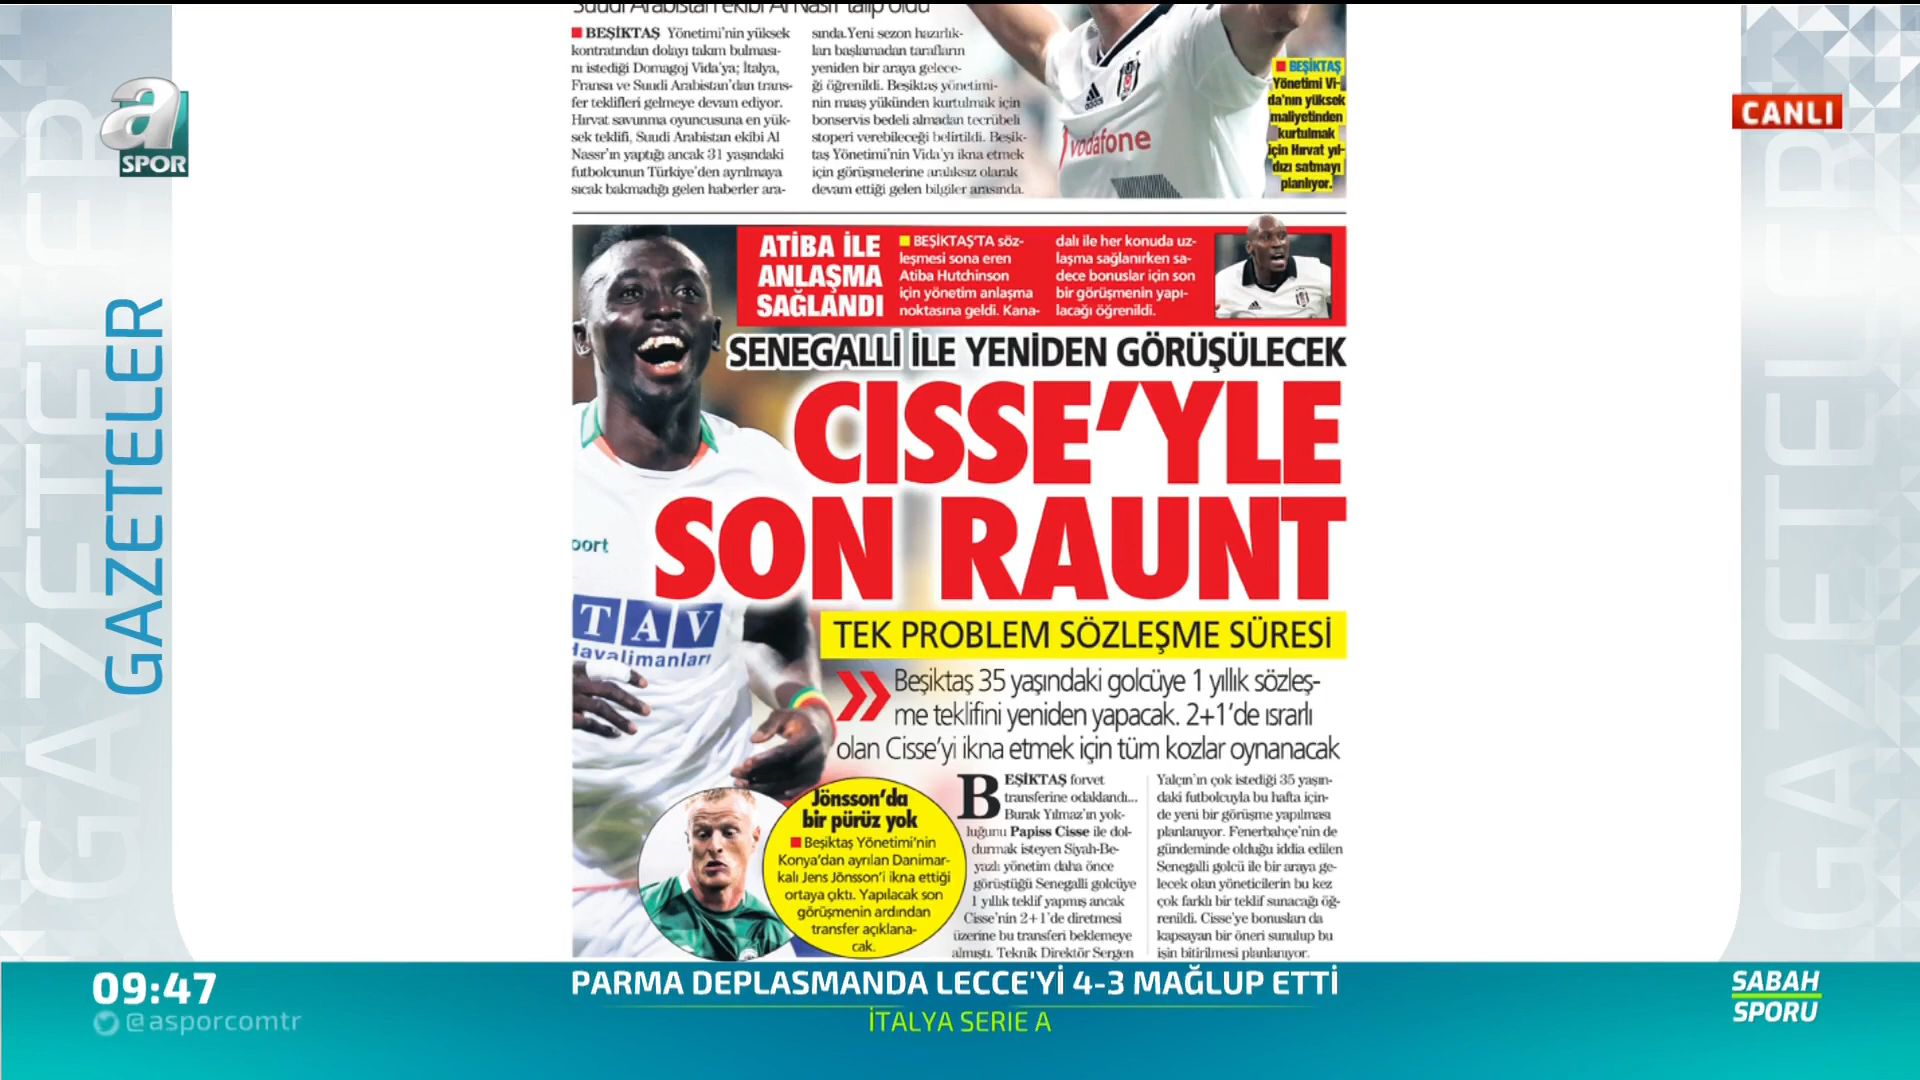 Suudi Arabistan ekibi Al Nasr talip oldu
BEŞİKTAŞ Yönetimi'nin yüksek
kontratından dolayı takım bulması-
nı istediği Domagoj Vida'ya; İtalya,
Fransa ve Suudi Arabistan'dan trans-
fer teklifleri gelmeye devam ediyor.
Hırvat savunma oyuncusuna en yük-
sek teklifi, Suudi Arabistan ekibi Al
Nassr'ın yaptığı ancak 31 yaşındaki
futbolcunun Türkiye'den ayrılmaya
sıcak bakmadığı gelen haberler ara-
sında.Yeni sezon hazırlık-
ları başlamadan tarafların
yeniden bir araya gelece-
ği öğrenildi. Beşiktaş yönetimi-
nin maaş yükünden kurtulmak için
bonservis bedeli almadan tecrübeli
stoperi verebileceği belirtildi. Beşik-
taş Yönetimi'nin Vida'yı ikna etmek
için görüşmelerine aralıksız olarak
devam ettiği gelen bilgiler arasında.
adidas
vodafone
BEŞİKTAŞ
Yönetimi Vi-
da'nın yüksek
maliyetinden
kurtulmak
için Hırvat yıl-
dızı satmayı
planlıyor.
a
SPOR
CANLI
GAZETELER
GAZETELER
GAZETELER
ATİBA İLE
ANLAŞMA
SAĞLANDI
BEŞİKTAŞ'TA söz-
leşmesi sona eren
Atiba Hutchinson
için yönetim anlaşma
noktasına geldi. Kana-
dalı ile her konuda uz-
laşma sağlanırken sa-
dece bonuslar için son
bir görüşmenin yapı-
lacağı öğrenildi.
SENEGALLİ İLE YENİDEN GÖRÜŞÜLECEK
CISSE'YLE
SON RAUNT
port
TAV
Havalimanları
TEK PROBLEM SÖZLEŞME SÜRESİ
Beşiktaş 35 yaşındaki golcüye 1 yıllık sözleş-
me teklifini yeniden yapacak. 2+1'de ısrarlı
olan Cisse'yi ikna etmek için tüm kozlar oynanacak
Jönsson'da
bir pürüz yok
Beşiktaş Yönetimi'nin
Konya'dan ayrılan Danimar-
kalı Jens Jönsson'i ikna ettiği
ortaya çıktı. Yapılacak son
görüşmenin ardından
transfer açıklana-
cak.
BEŞİKTAŞ forvet
transferine odaklandı...
Burak Yılmaz'ın yok-
luğunu Papiss Cisse ile dol-
durmak isteyen Siyah-Be-
yazlı yönetim daha önce
görüştüğü Senegalli golcüye
1 yıllık teklif yapmış ancak
Cisse'nin 2+1'de diretmesi
üzerine bu transferi beklemeye
almıştı. Teknik Direktör Sergen
Yalçın'ın çok istediği 35 yaşın-
daki futbolcuyla bu hafta için-
de yeni bir görüşme yapılması
planlanıyor. Fenerbahçe'nin de
gündeminde olduğu iddia edilen
Senegalli golcü ile bir araya ge-
lecek olan yöneticilerin bu kez
çok farklı bir teklif sunacağı öğ-
renildi. Cisse'ye bonusları da
kapsayan bir öneri sunulup bu
işin bitirilmesi planlanıyor.
09:47
@asporcomtr
PARMA DEPLASMANDA LECCE'Yİ 4-3 MAĞLUP ETTİ
İTALYA SERIE A
SABAH
SPORU